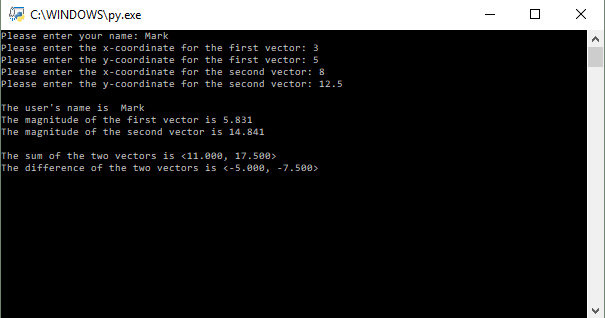 C:\WINDOWS\py.exe
Please enter your name: Mark
Please enter the x-coordinate for the first vector: 3
Please enter the y-coordinate for the first vector: 5
Please enter the x-coordinate for the second vector: 8
Please enter the y-coordinate for the second vector: 12.5
The user's name is  Mark
The magnitude of the first vector is 5.831
The magnitude of the second vector is 14.841
The sum of the two vectors is <11.000, 17.500>
The difference of the two vectors is <-5.000, -7.500>